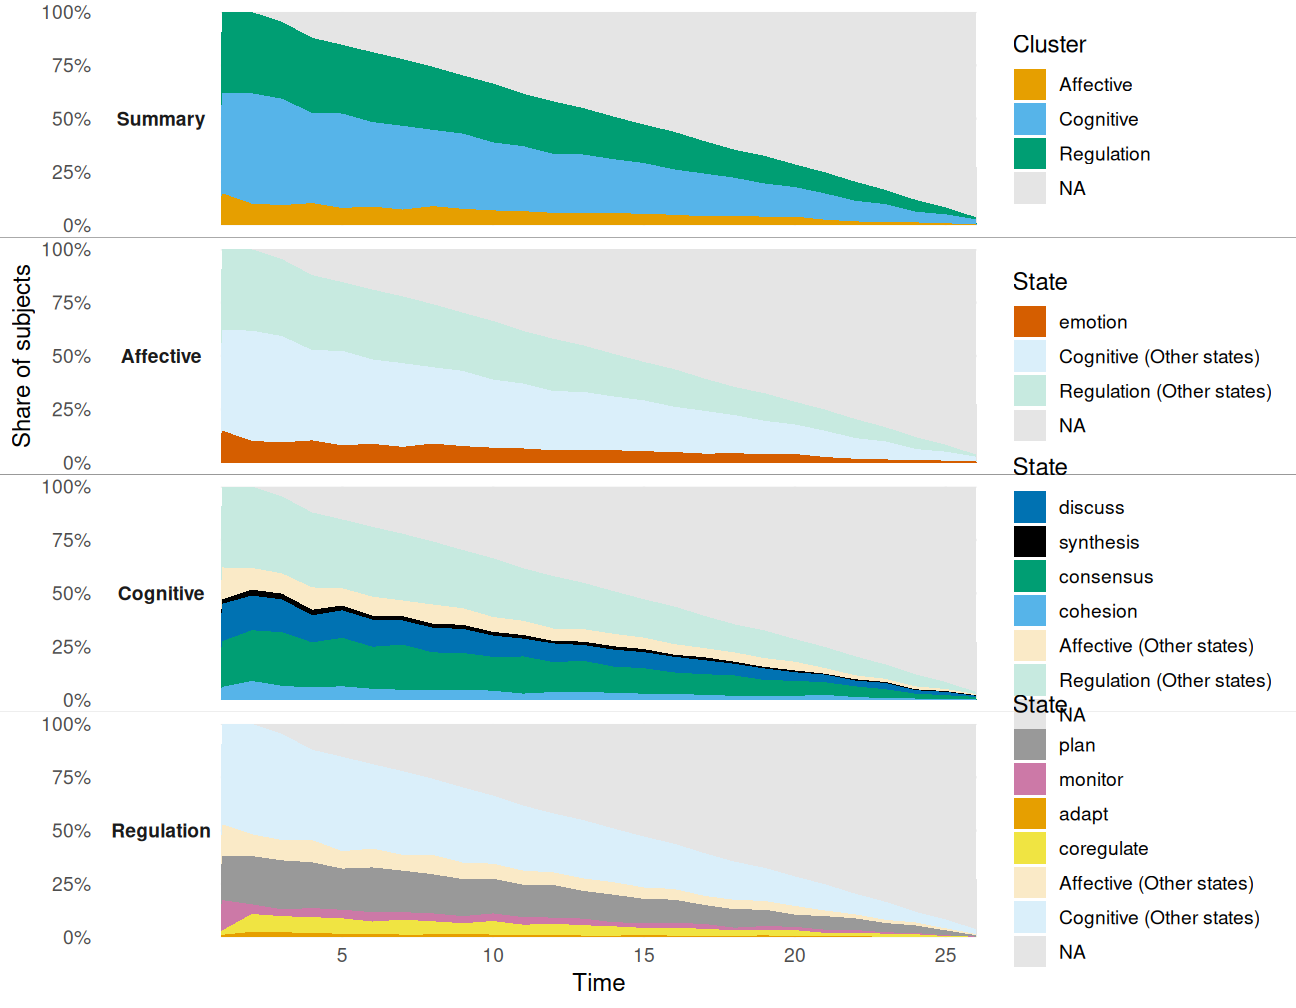 100%
75%
50%
25%
0%
Summary
Cluster
Affective
Cognitive
Regulation
NA
100%
75%
50%
25%
0%
Affective
State
emotion
Cognitive (Other states)
Regulation (Other states)
NA
Share of subjects
100%
75%
50%
25%
0%
Cognitive
State
discuss
synthesis
consensus
cohesion
Affective (Other states)
Regulation (Other states)
NA
100%
75%
50%
25%
0%
Regulation
State
plan
monitor
adapt
coregulate
Affective (Other states)
Cognitive (Other states)
NA
5 10 15 20 25
Time